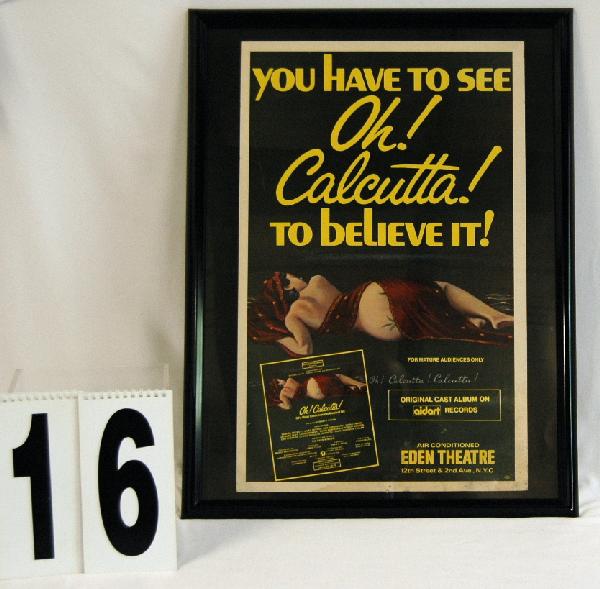 YOU HAVE TO SEE
Oh!
Calcutta!
TO BELIEVE IT!
FOR MATURE AUDIENCES ONLY
Oh! Calcutta! Calcutta!
Oh! Calcutta!
ORIGINAL CAST ALBUM ON
aidart RECORDS
AIR CONDITIONED
EDEN THEATRE
12th Street & 2nd Ave., N.Y.C.
16